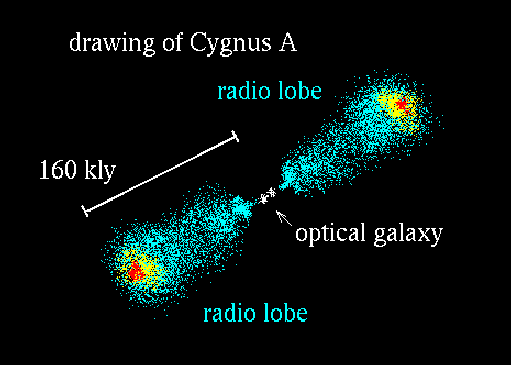 drawing of Cygnus A
radio lobe
160 kly
optical galaxy
radio lobe